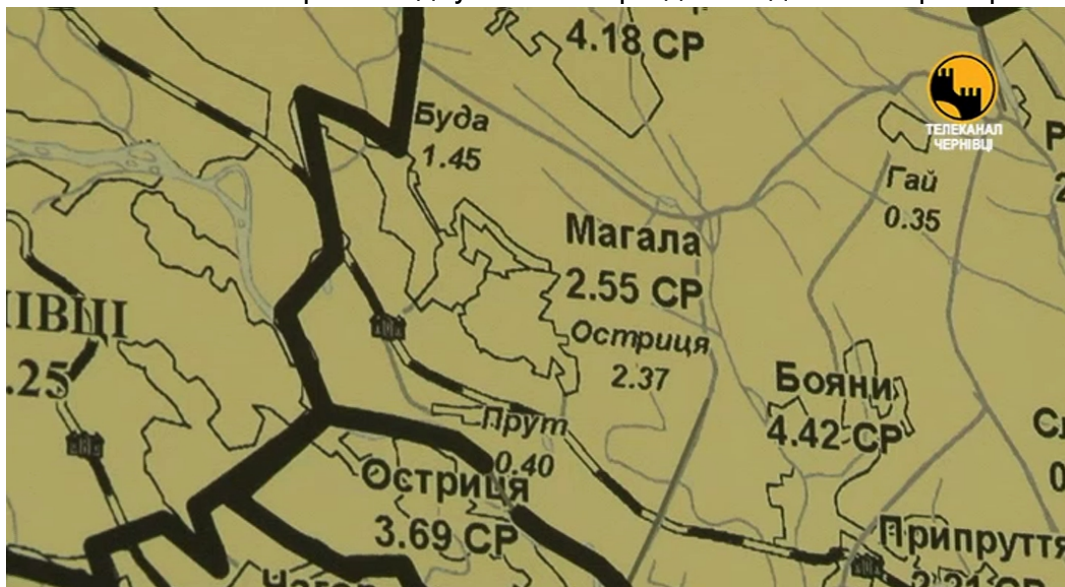 4.18 СР
ТЕЛЕКАНАЛ
ЧЕРНІВЦІ
Буда
1.45
Гай
0.35
Магала
2.55 СР
Остриця
2.37
Бояни
4.42 СР
Прут
0.40
Остриця
3.69 СР
Припруття